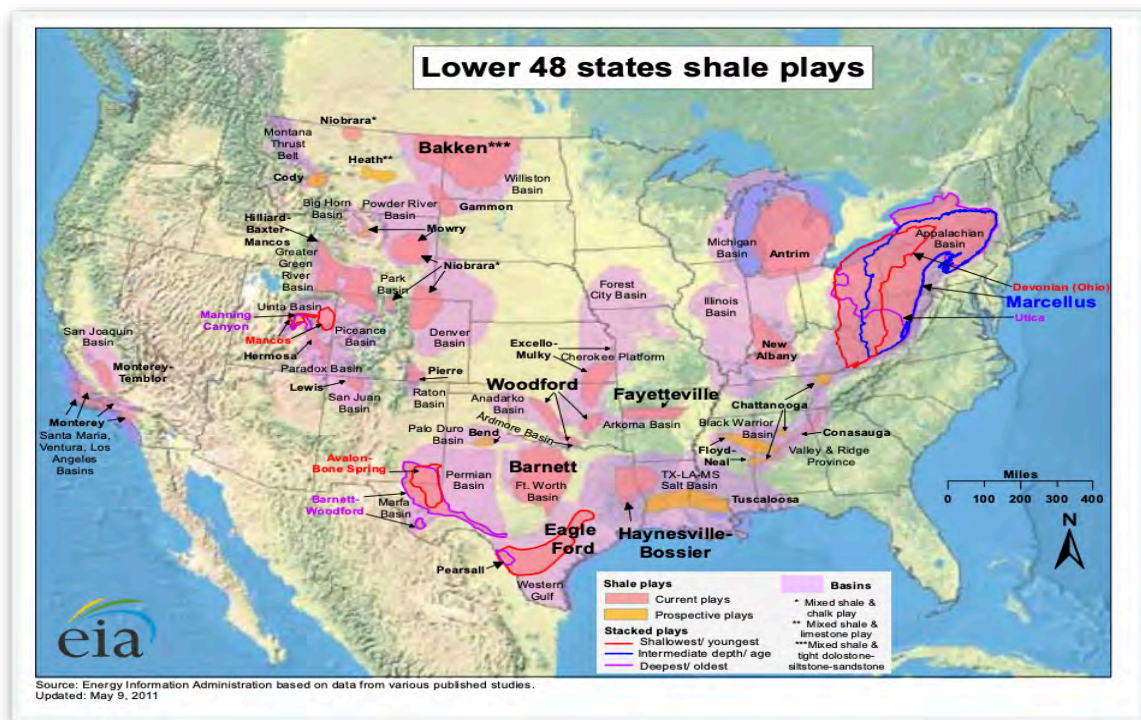 Lower 48 states shale plays
Niobrara*
Montana
Thrust
Belt
Bakken***
Heath**
Cody
Williston
Basin
Big Horn
Basin
Powder River
Basin
Gammon
Hilliard-
Baxter-
Mancos
Mowry
Greater
Green
River
Basin
Park
Basin
Niobrara*
Michigan
Basin
Antrim
Appalachian
Basin
Devonian (Ohio)
Marcellus
Utica
Forest
City Basin
Illinois
Basin
Uinta Basin
Manning
Canyon
Mancos
Piceance
Basin
Denver
Basin
San Joaquin
Basin
Hermosa
Paradox Basin
Excello-
Mulky
Cherokee Platform
New
Albany
Monterey-
Temblor
Lewis
San Juan
Basin
Pierre
Raton
Basin
Woodford
Anadarko
Basin
Fayetteville
Arkoma Basin
Chattanooga
Monterey
Santa Maria,
Ventura, Los
Angeles
Basins
Palo Duro
Basin
Bend
Ardmore Basin
Black Warrior
Basin
Conasauga
Floyd-
Neal
Valley & Ridge
Province
Avalon-
Bone Spring
Permian
Basin
Barnett
Ft. Worth
Basin
TX-LA-MS
Salt Basin
Tuscaloosa
Barnett-
Woodford
Marfa
Basin
Eagle
Ford
Haynesville-
Bossier
Pearsall
Western
Gulf
Miles
0 100 200 300 400
N
Shale plays
Current plays
Prospective plays
Stacked plays
Shallowest/ youngest
Intermediate depth/ age
Deepest/ oldest
Basins
* Mixed shale &
chalk play
** Mixed shale &
limestone play
***Mixed shale &
tight dolostone-
siltstone-sandstone
eia
Source: Energy Information Administration based on data from various published studies.
Updated: May 9, 2011